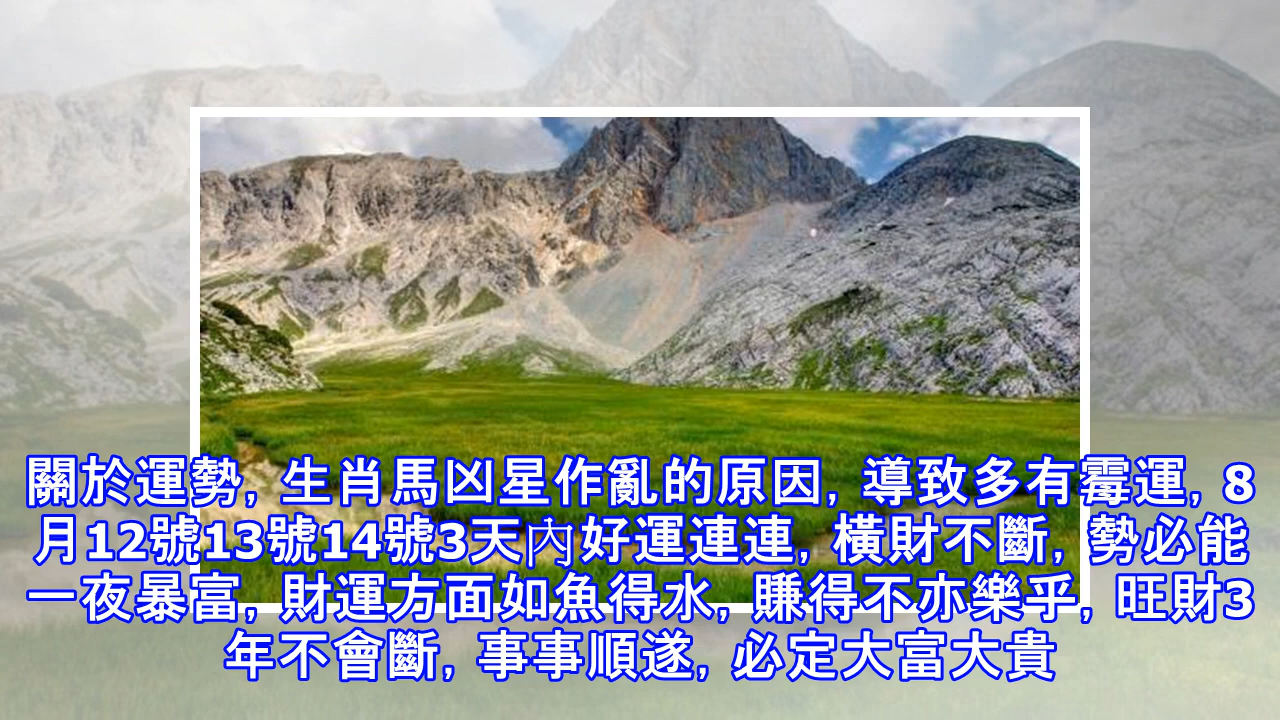 關於運勢, 生肖馬凶星作亂的原因, 導致多有霉運, 8
月12號13號14號3天內好運連連, 橫財不斷, 勢必能
一夜暴富, 財運方面如魚得水, 賺得不亦樂乎, 旺財3
年不會斷, 事事順遂, 必定大富大貴